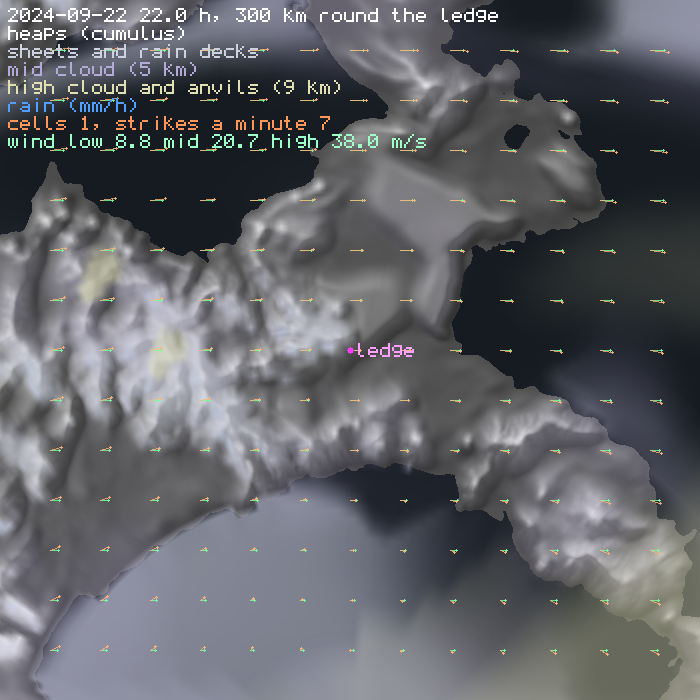 2024-09-22 22.0 h, 300 km round the ledge
heaps (cumulus)
sheets and rain decks
mid cloud (5 km)
high cloud and anvils (9 km)
rain (mm/h)
cells 1, strikes a minute 7
wind low 8.8 mid 20.7 high 38.0 m/s
ledge